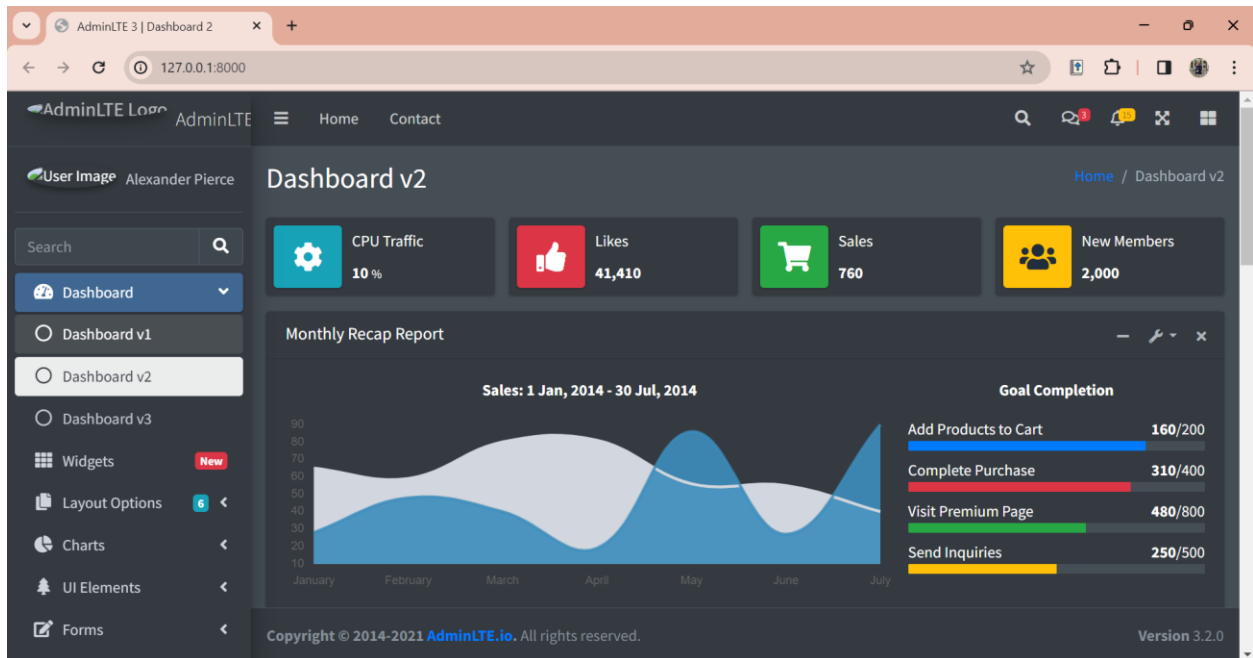 AdminLTE 3 | Dashboard 2
127.0.0.1:8000
AdminLTE Logo AdminLTE
Home Contact
3
15
User Image Alexander Pierce
Search
Dashboard
Dashboard v1
Dashboard v2
Dashboard v3
Widgets New
Layout Options 6
Charts
UI Elements
Forms
Dashboard v2
Home / Dashboard v2
CPU Traffic
10 %
Likes
41,410
Sales
760
New Members
2,000
Monthly Recap Report
Sales: 1 Jan, 2014 - 30 Jul, 2014
90
80
70
60
50
40
30
20
10
January February March April May June July
Goal Completion
Add Products to Cart 160/200
Complete Purchase 310/400
Visit Premium Page 480/800
Send Inquiries 250/500
Copyright © 2014-2021 AdminLTE.io. All rights reserved.
Version 3.2.0